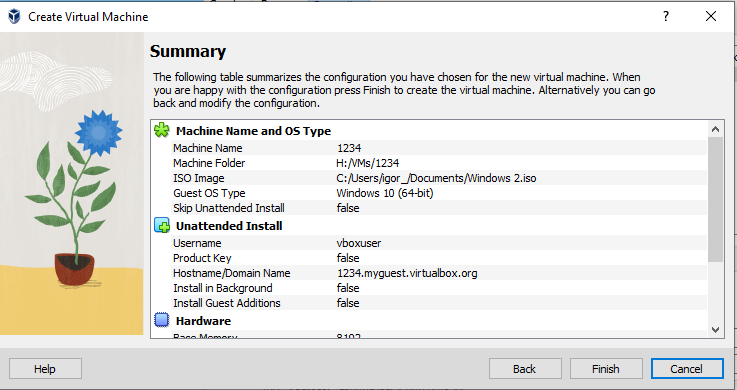 Create Virtual Machine
?
Summary
The following table summarizes the configuration you have chosen for the new virtual machine. When
you are happy with the configuration press Finish to create the virtual machine. Alternatively you can go
back and modify the configuration.
Machine Name and OS Type
Machine Name 1234
Machine Folder H:/VMs/1234
ISO Image C:/Users/igor_/Documents/Windows 2.iso
Guest OS Type Windows 10 (64-bit)
Skip Unattended Install false
Unattended Install
Username vboxuser
Product Key false
Hostname/Domain Name 1234.myguest.virtualbox.org
Install in Background false
Install Guest Additions false
Hardware
Base Memory 8192
Help
Back
Finish
Cancel